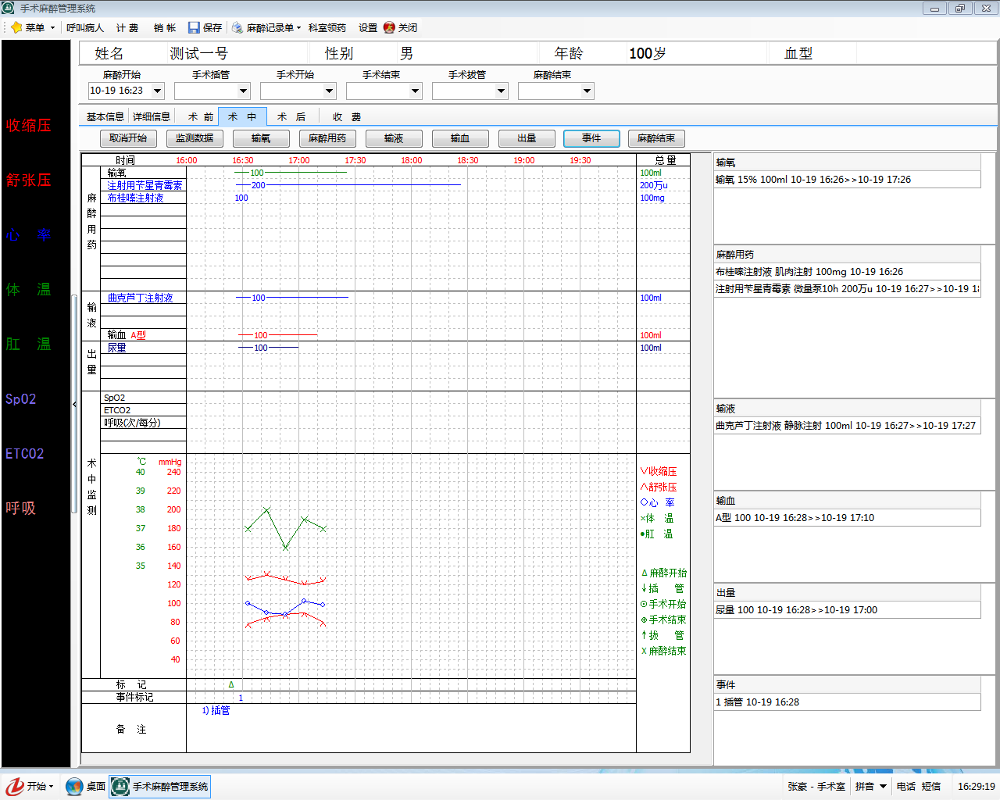 手术麻醉管理系统
菜单 呼叫病人 计 费 销 帐 保存 麻醉记录单 科室领药 设置 关闭
姓名 测试一号 性别 男 年龄 100岁 血型
麻醉开始 手术插管 手术开始 手术结束 手术拔管 麻醉结束
10-19 16:23
基本信息 详细信息 术 前 术 中 术 后 收 费
取消开始 监测数据 输氧 麻醉用药 输液 输血 出量 事件 麻醉结束
收缩压
舒张压
心 率
体 温
肛 温
SpO2
ETCO2
呼吸
时间 16:00 16:30 17:00 17:30 18:00 18:30 19:00 19:30 总 量
麻醉用药
输氧 100 100ml
注射用苄星青霉素 200 200万u
布桂嗪注射液 100 100mg
输液
曲克芦丁注射液 100 100ml
输血 A型 100 100ml
出量
尿量 100 100ml
术中监测
SpO2
ETCO2
呼吸(次/每分)
℃ mmHg
40 240
39 220
38 200
37 180
36 160
35 140
120
100
80
60
40
收缩压
舒张压
心 率
体 温
肛 温
麻醉开始
插 管
手术开始
手术结束
拔 管
麻醉结束
标 记
事件标记 1
备 注
1) 插管
输氧
输氧 15% 100ml 10-19 16:26>>10-19 17:26
麻醉用药
布桂嗪注射液 肌肉注射 100mg 10-19 16:26
注射用苄星青霉素 微量泵10h 200万u 10-19 16:27>>10-19 18
输液
曲克芦丁注射液 静脉注射 100ml 10-19 16:27>>10-19 17:27
输血
A型 100 10-19 16:28>>10-19 17:10
出量
尿量 100 10-19 16:28>>10-19 17:00
事件
1 插管 10-19 16:28
开始 桌面 手术麻醉管理系统 张豪 - 手术室 拼音 电话 短信 16:29:19